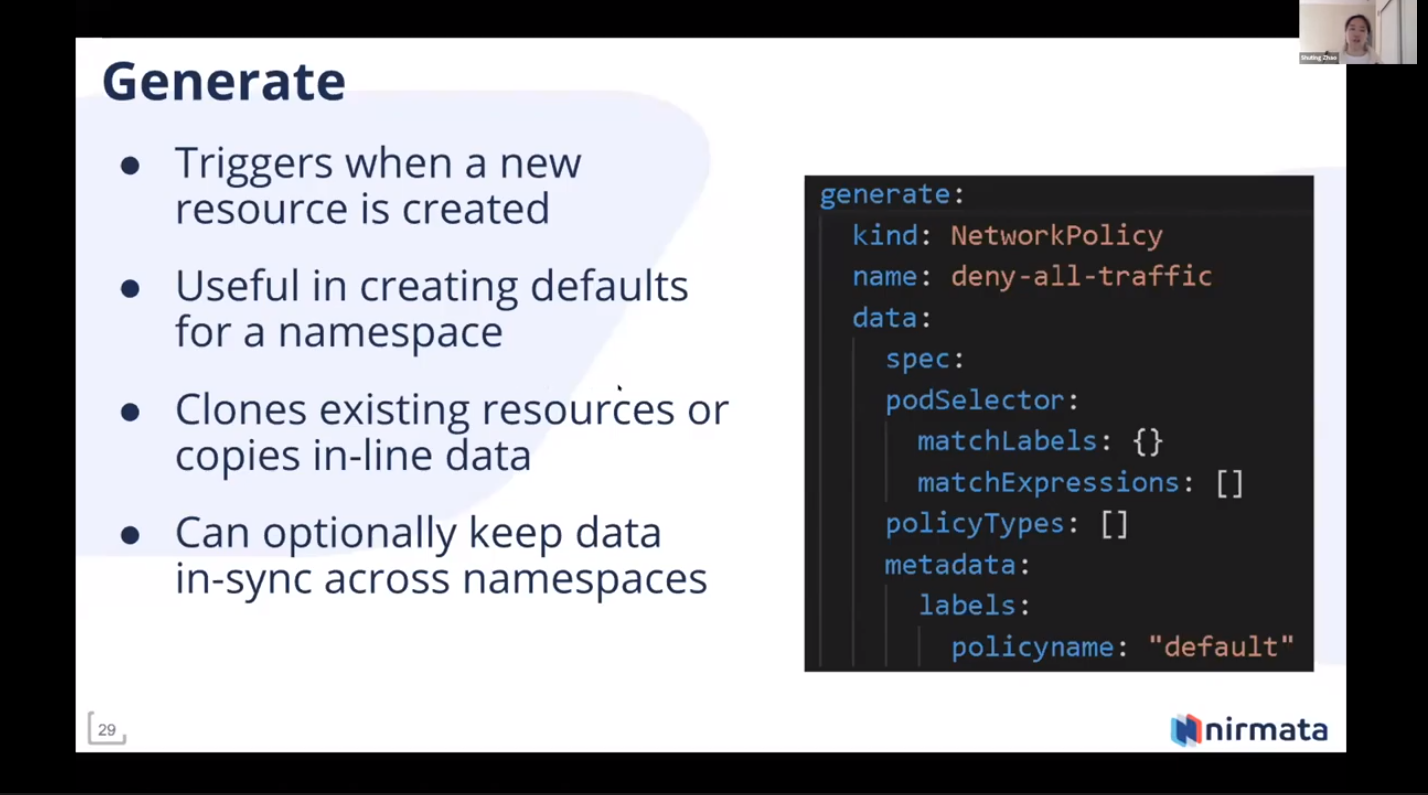 Generate
● Triggers when a new
resource is created
● Useful in creating defaults
for a namespace
● Clones existing resources or
copies in-line data
● Can optionally keep data
in-sync across namespaces
generate:
kind: NetworkPolicy
name: deny-all-traffic
data:
spec:
podSelector:
matchLabels: {}
matchExpressions: []
policyTypes: []
metadata:
labels:
policyname: "default"
29
nirmata
Shuting Zhao